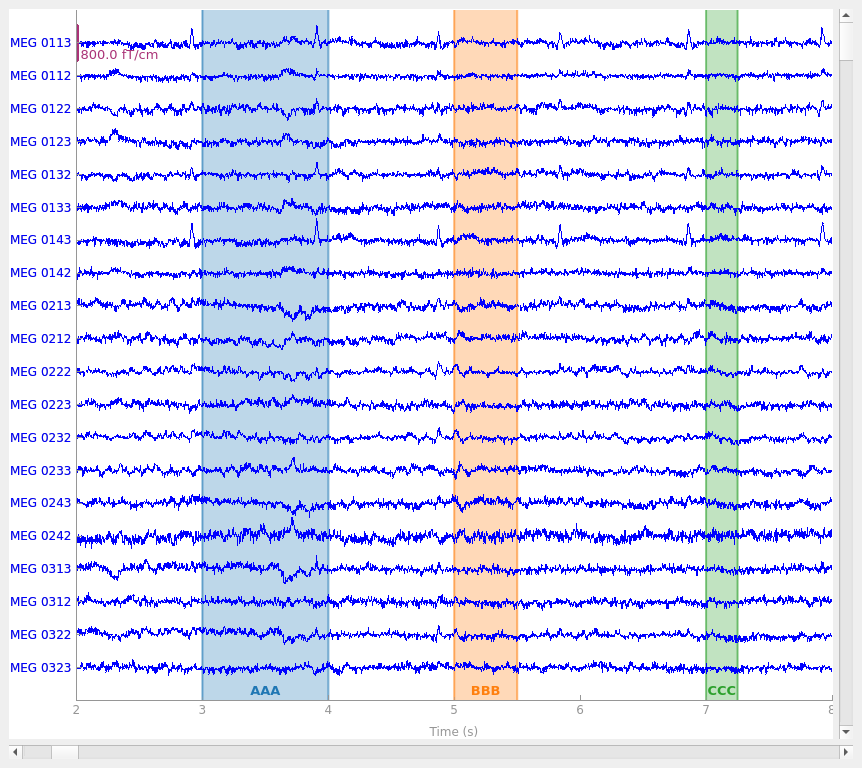 MEG 0113
800.0 fT/cm
MEG 0112
MEG 0122
MEG 0123
MEG 0132
MEG 0133
MEG 0143
MEG 0142
MEG 0213
MEG 0212
MEG 0222
MEG 0223
MEG 0232
MEG 0233
MEG 0243
MEG 0242
MEG 0313
MEG 0312
MEG 0322
MEG 0323
AAA BBB CCC
2 3 4 5 6 7 8
Time (s)